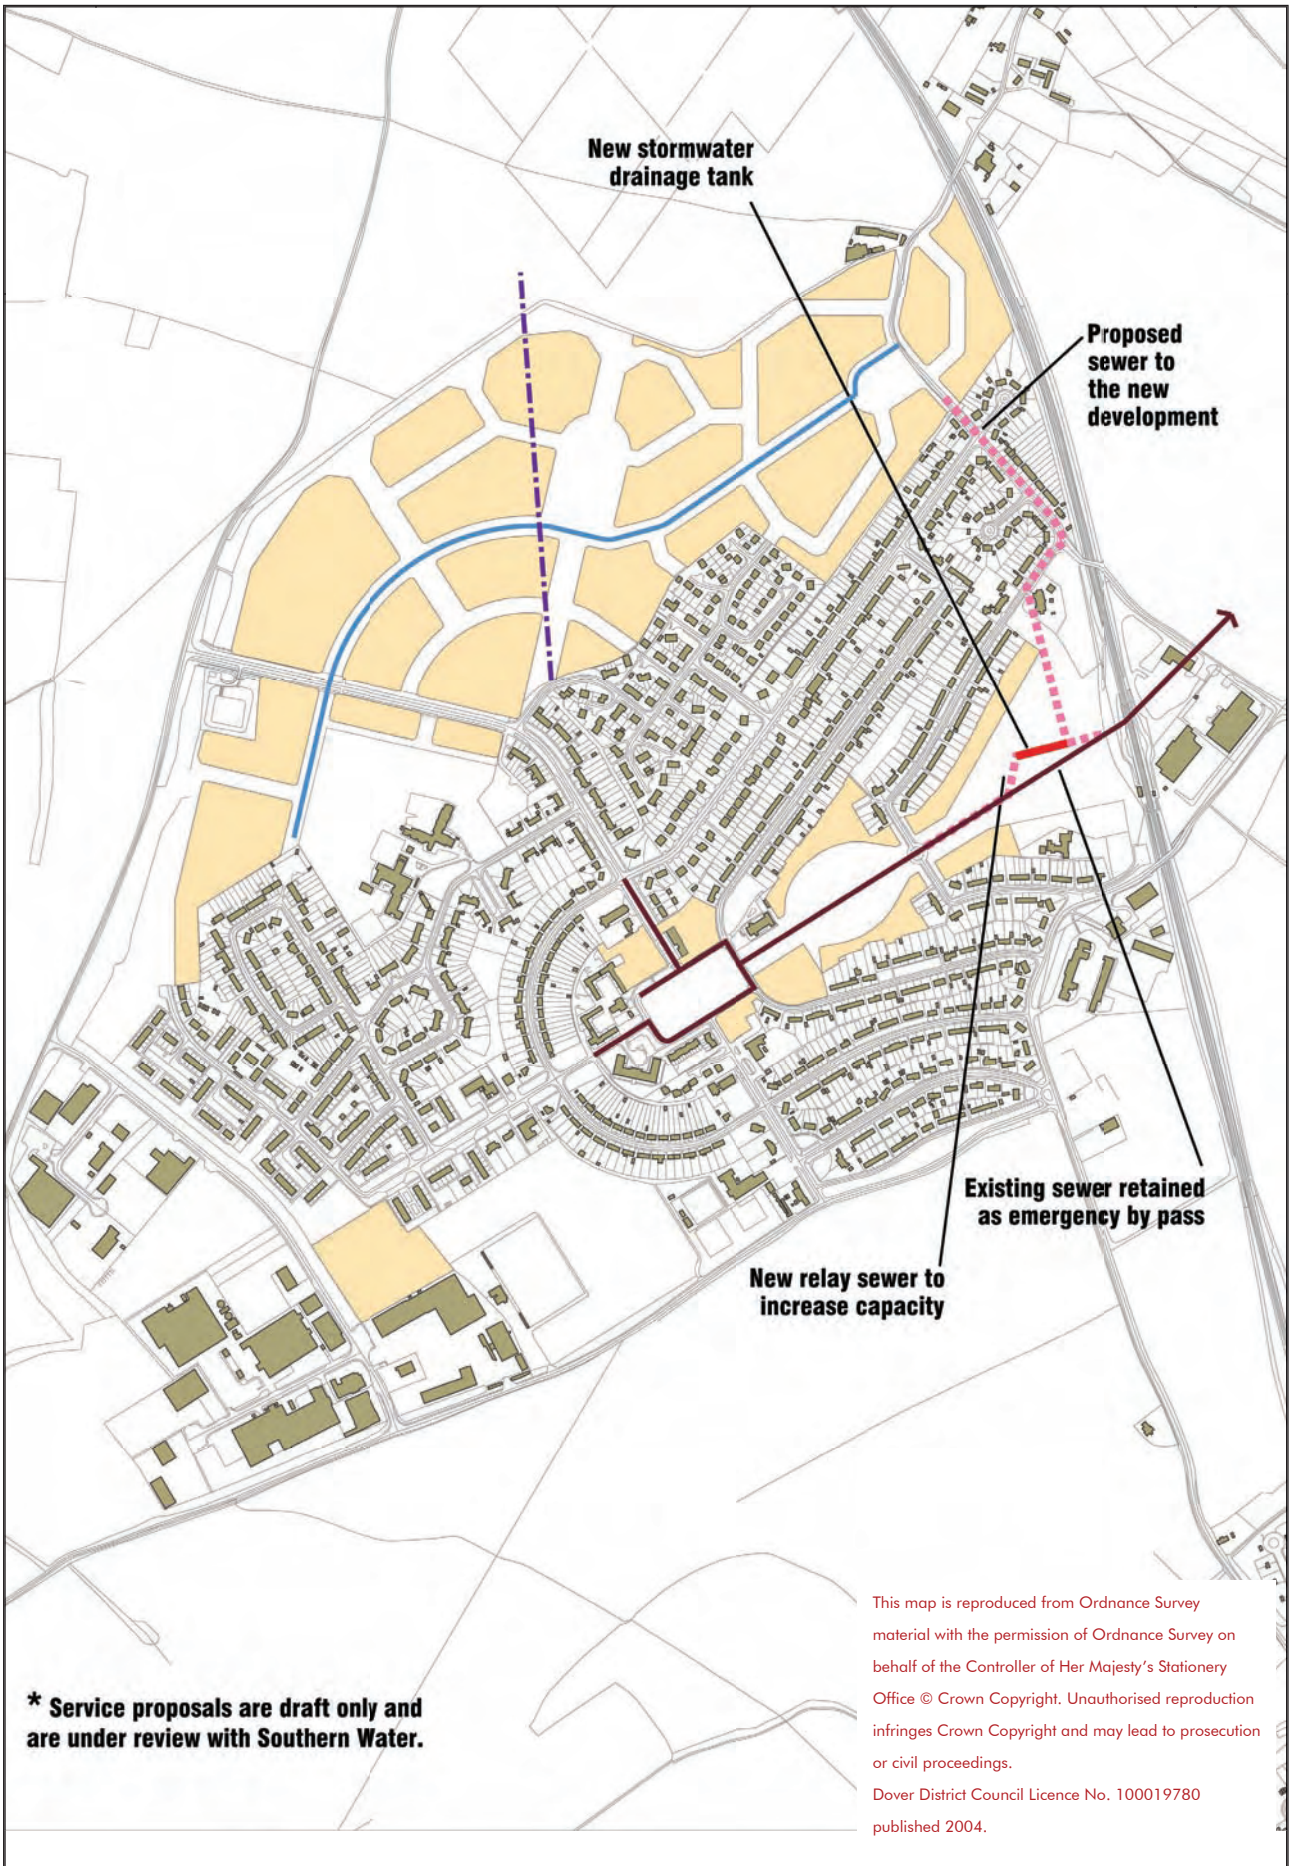 New stormwater
drainage tank
Proposed
sewer to
the new
development
Existing sewer retained
as emergency by pass
New relay sewer to
increase capacity
This map is reproduced from Ordnance Survey
material with the permission of Ordnance Survey on
behalf of the Controller of Her Majesty's Stationery
Office © Crown Copyright. Unauthorised reproduction
infringes Crown Copyright and may lead to prosecution
or civil proceedings.
Dover District Council Licence No. 100019780
published 2004.
* Service proposals are draft only and
are under review with Southern Water.